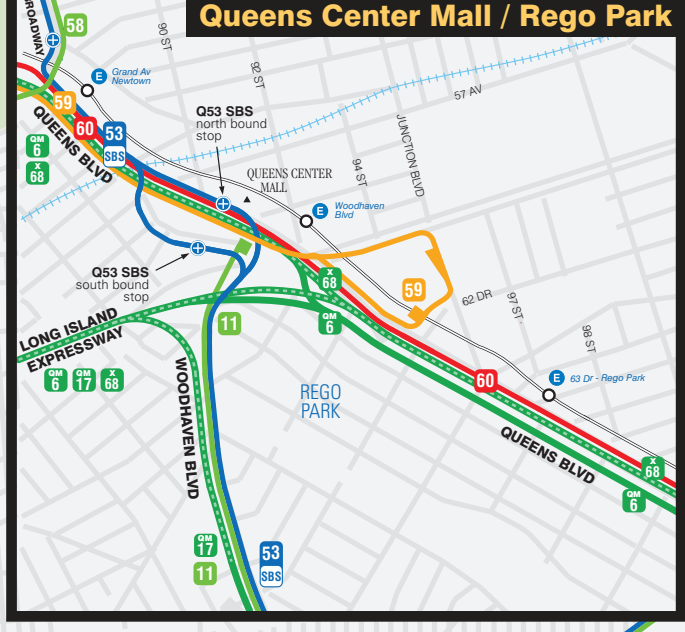 Queens Center Mall / Rego Park
BROADWAY
58
90 ST
E
Grand Av
Newtown
92 ST
57 AV
59
60
53
SBS
Q53 SBS
north bound
stop
QM
6
X
68
QUEENS BLVD
QUEENS CENTER
MALL
94 ST
JUNCTION BLVD
E
Woodhaven
Blvd
Q53 SBS
south bound
stop
X
68
59
62 DR
97 ST
98 ST
QM
6
11
LONG ISLAND
EXPRESSWAY
QM
6
QM
17
X
68
WOODHAVEN BLVD
REGO
PARK
60
E
63 Dr - Rego Park
QUEENS BLVD
X
68
QM
6
QM
17
11
53
SBS